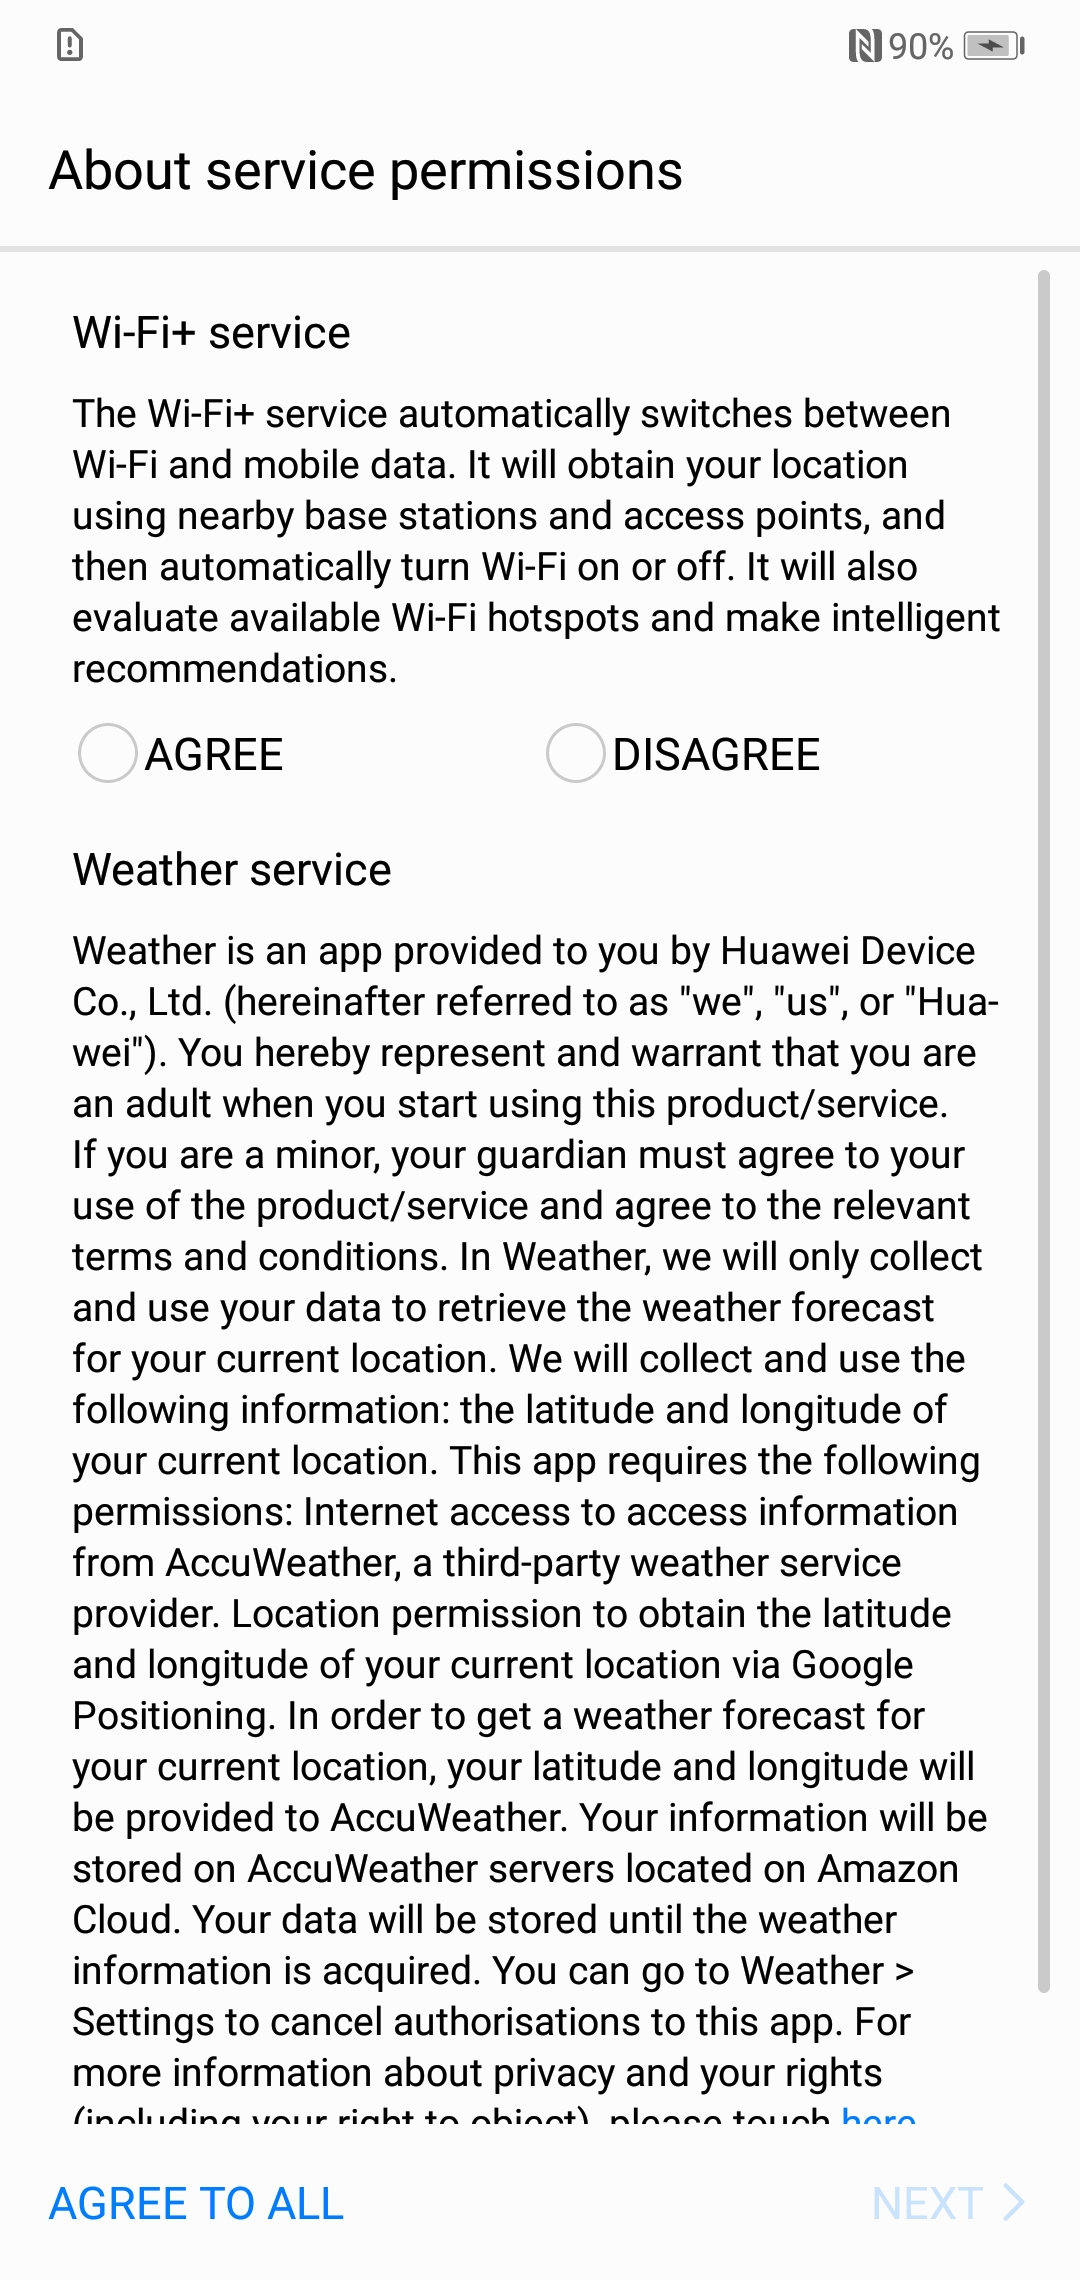 90%
About service permissions
Wi-Fi+ service
The Wi-Fi+ service automatically switches between
Wi-Fi and mobile data. It will obtain your location
using nearby base stations and access points, and
then automatically turn Wi-Fi on or off. It will also
evaluate available Wi-Fi hotspots and make intelligent
recommendations.
AGREE DISAGREE
Weather service
Weather is an app provided to you by Huawei Device
Co., Ltd. (hereinafter referred to as "we", "us", or "Hua-
wei"). You hereby represent and warrant that you are
an adult when you start using this product/service.
If you are a minor, your guardian must agree to your
use of the product/service and agree to the relevant
terms and conditions. In Weather, we will only collect
and use your data to retrieve the weather forecast
for your current location. We will collect and use the
following information: the latitude and longitude of
your current location. This app requires the following
permissions: Internet access to access information
from AccuWeather, a third-party weather service
provider. Location permission to obtain the latitude
and longitude of your current location via Google
Positioning. In order to get a weather forecast for
your current location, your latitude and longitude will
be provided to AccuWeather. Your information will be
stored on AccuWeather servers located on Amazon
Cloud. Your data will be stored until the weather
information is acquired. You can go to Weather >
Settings to cancel authorisations to this app. For
more information about privacy and your rights
(including your right to object), please touch here
AGREE TO ALL NEXT